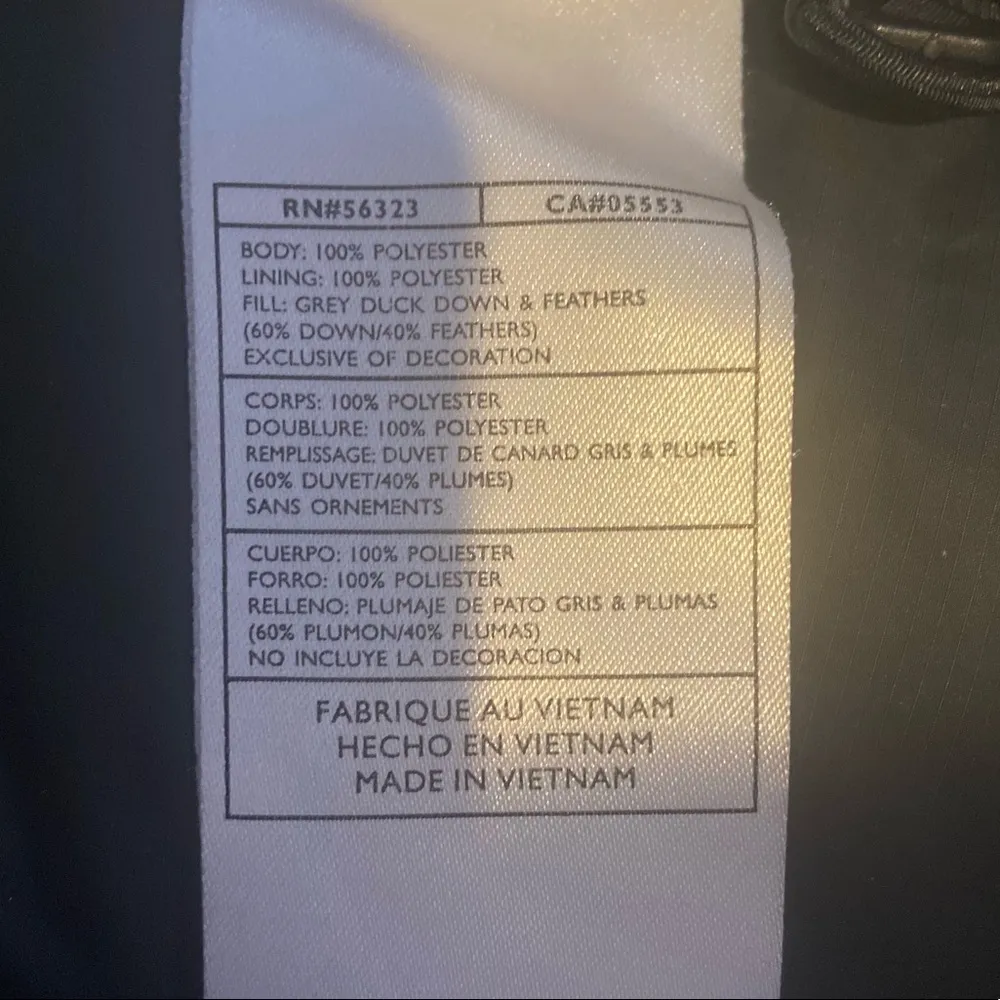 RN#56323 CA#05553
BODY: 100% POLYESTER
LINING: 100% POLYESTER
FILL: GREY DUCK DOWN & FEATHERS
(60% DOWN/40% FEATHERS)
EXCLUSIVE OF DECORATION
CORPS: 100% POLYESTER
DOUBLURE: 100% POLYESTER
REMPLISSAGE: DUVET DE CANARD GRIS & PLUMES
(60% DUVET/40% PLUMES)
SANS ORNEMENTS
CUERPO: 100% POLIESTER
FORRO: 100% POLIESTER
RELLENO: PLUMAJE DE PATO GRIS & PLUMAS
(60% PLUMON/40% PLUMAS)
NO INCLUYE LA DECORACION
FABRIQUE AU VIETNAM
HECHO EN VIETNAM
MADE IN VIETNAM